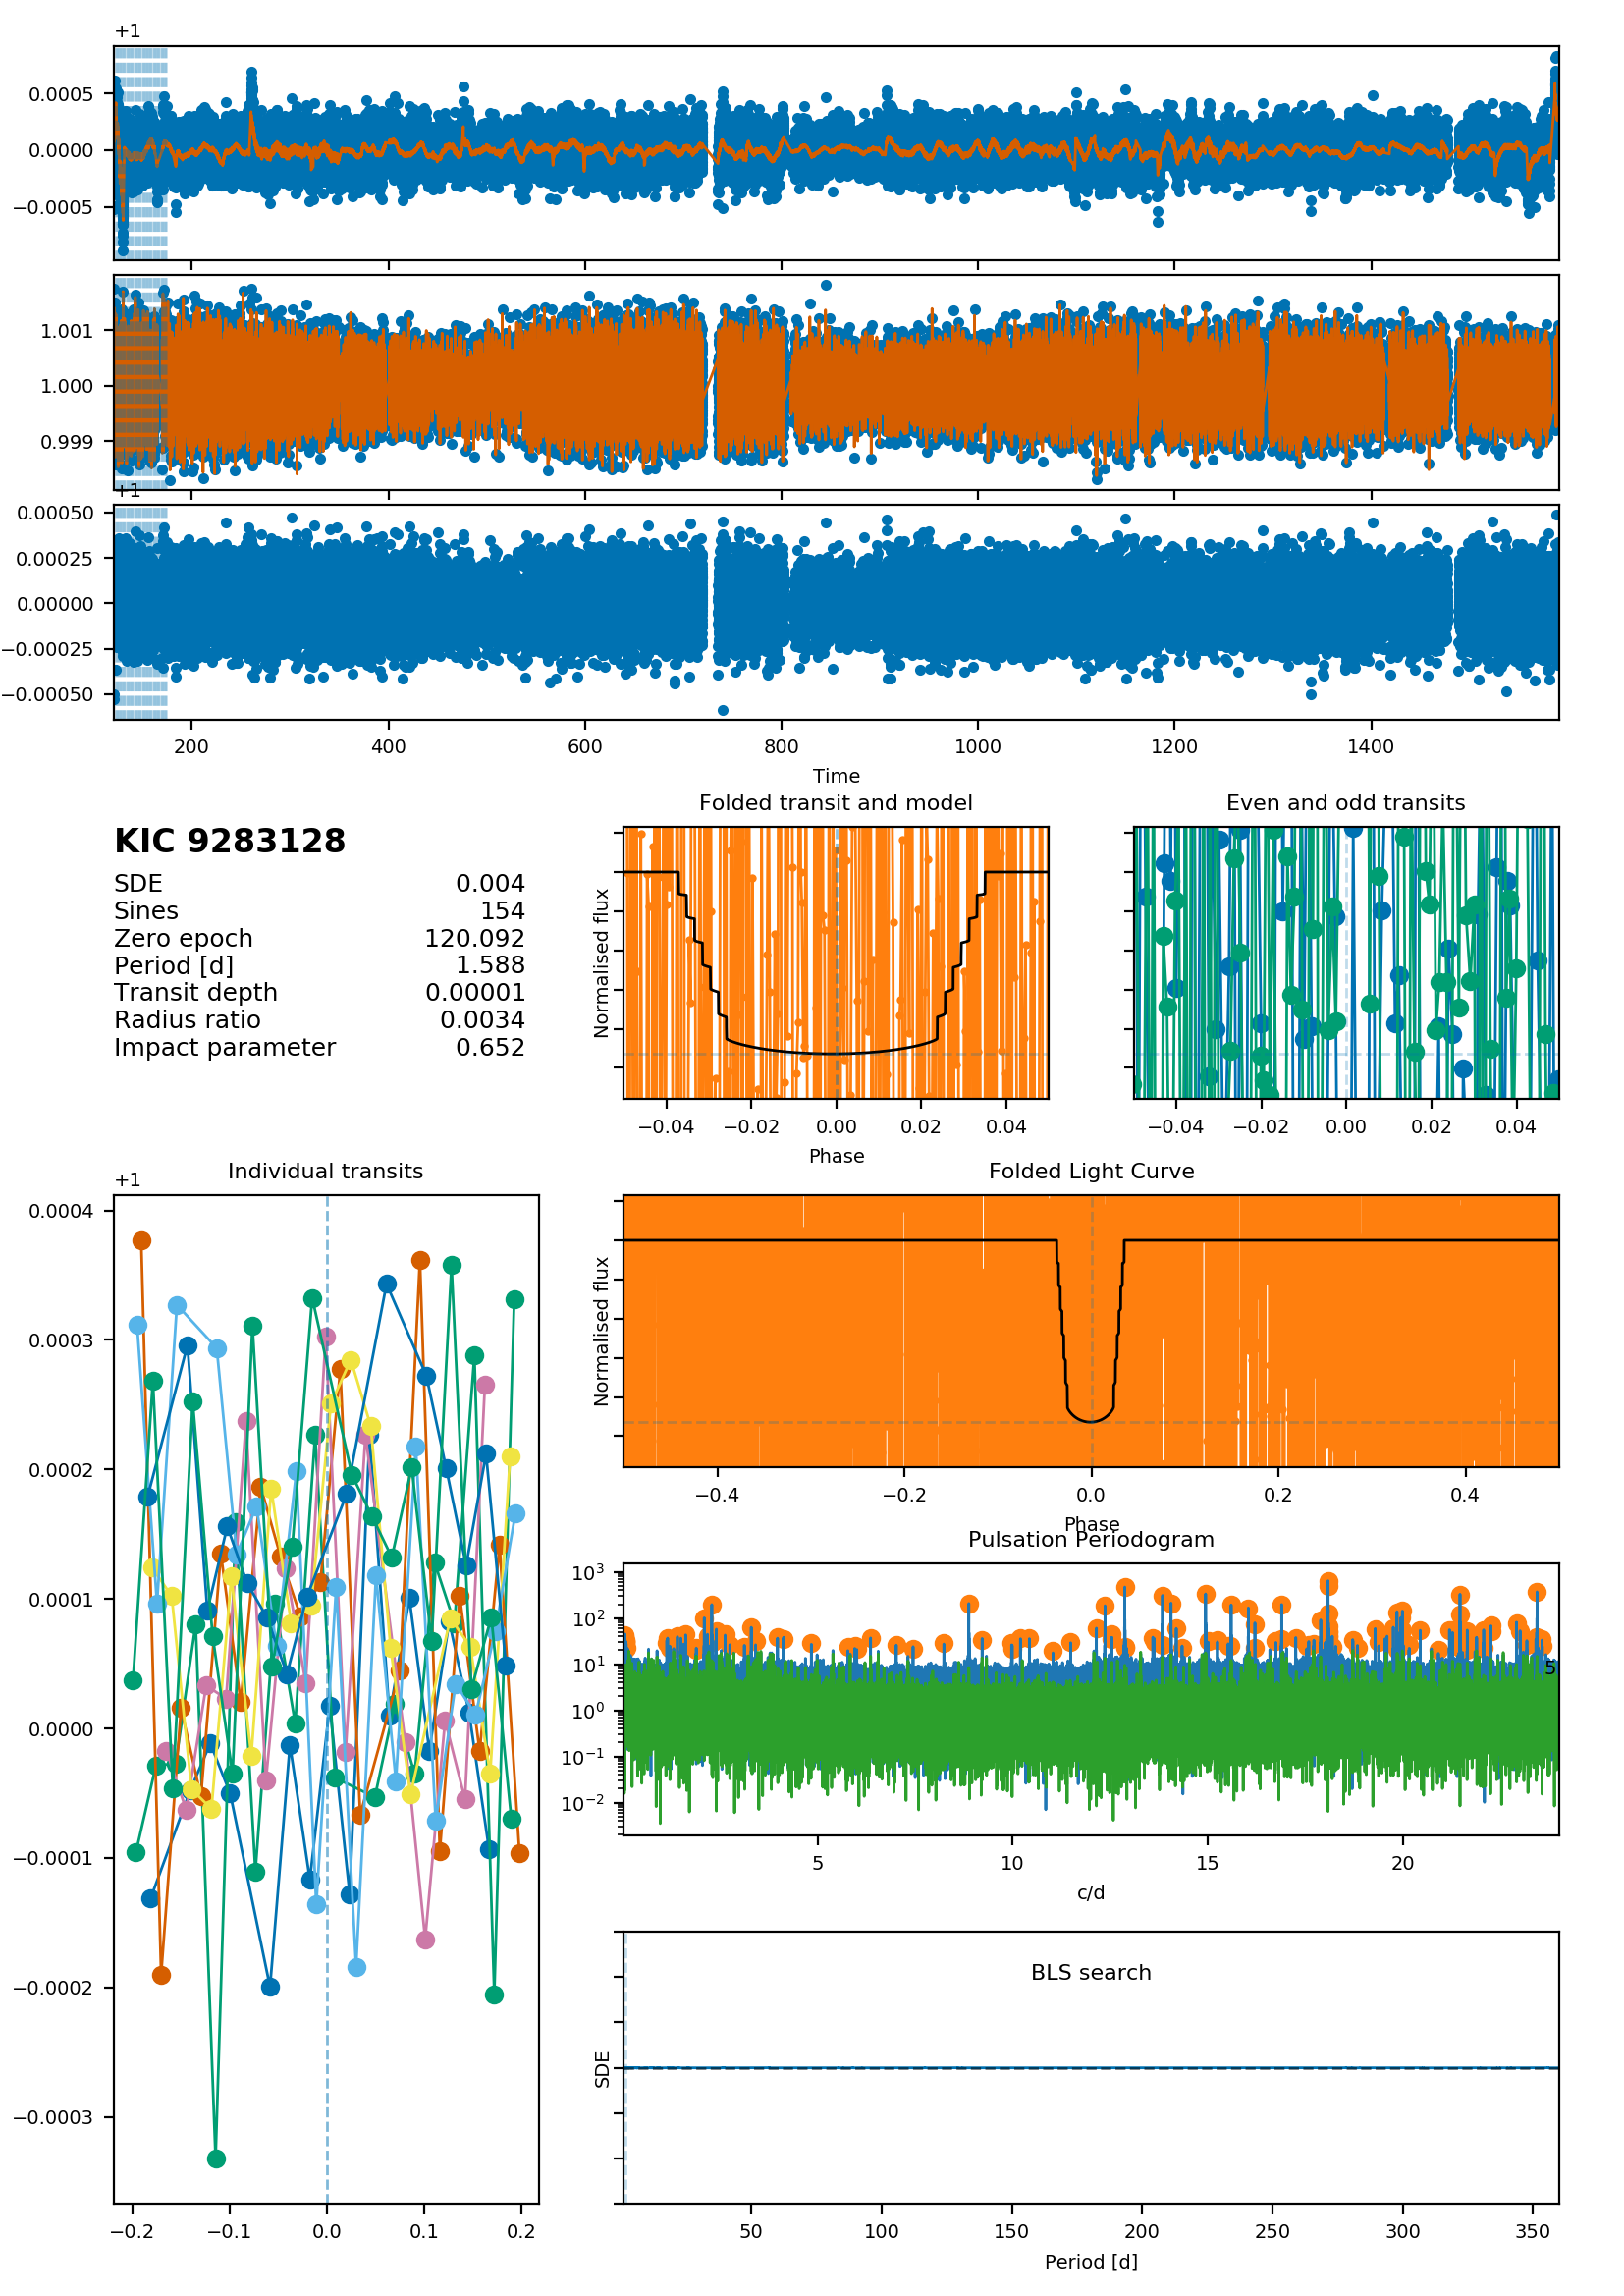 +1
0.0005
0.0000
−0.0005
1.001
1.000
0.999
+1
0.00050
0.00025
0.00000
−0.00025
−0.00050
200 400 600 800 1000 1200 1400
Time
KIC 9283128
SDE 0.004
Sines 154
Zero epoch 120.092
Period [d] 1.588
Transit depth 0.00001
Radius ratio 0.0034
Impact parameter 0.652
Folded transit and model
Normalised flux
−0.04 −0.02 0.00 0.02 0.04
Phase
Even and odd transits
−0.04 −0.02 0.00 0.02 0.04
Individual transits
+1
0.0004
0.0003
0.0002
0.0001
0.0000
−0.0001
−0.0002
−0.0003
−0.2 −0.1 0.0 0.1 0.2
Folded Light Curve
Normalised flux
−0.4 −0.2 0.0 0.2 0.4
Phase
Pulsation Periodogram
10³
10²
10¹
10⁰
10⁻¹
10⁻²
5
5 10 15 20
c/d
BLS search
SDE
50 100 150 200 250 300 350
Period [d]